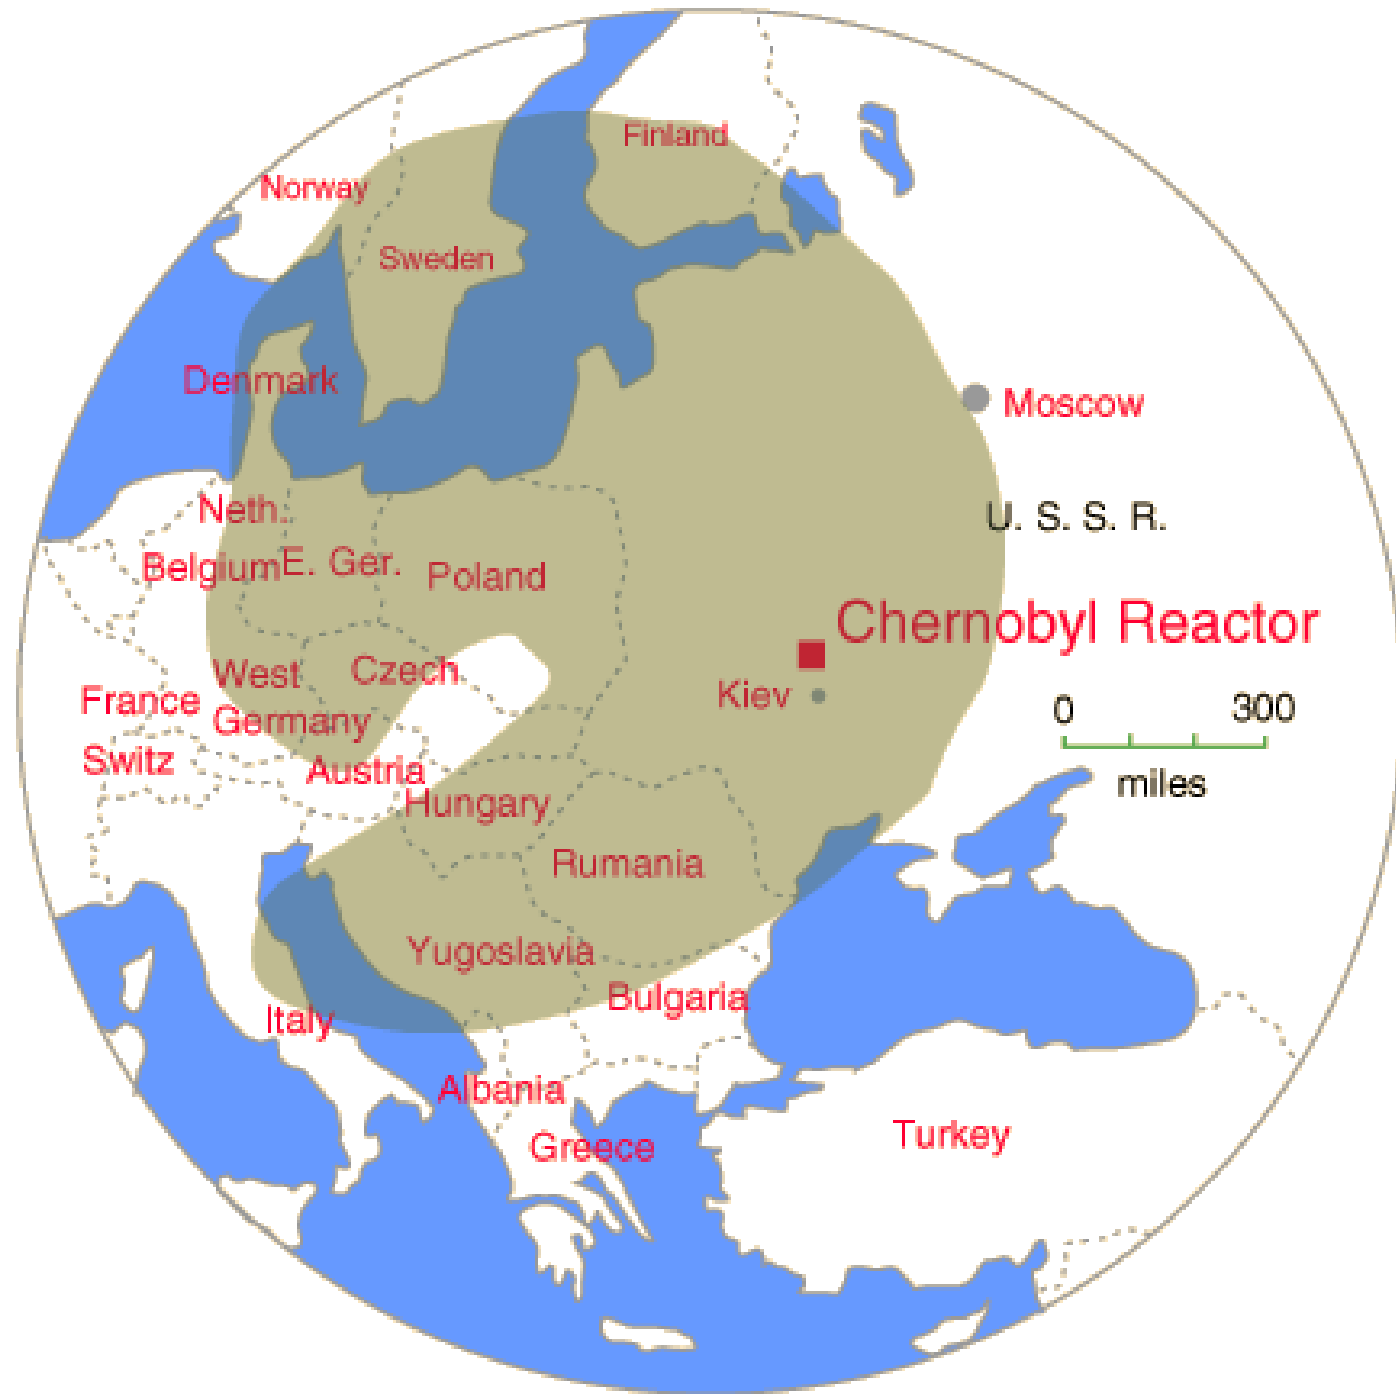 Finland
Norway
Sweden
Denmark
Moscow
Neth.
U. S. S. R.
Belgium
E. Ger.
Poland
Chernobyl Reactor
West
Germany
Czech
Kiev
France
0
300
miles
Switz
Austria
Hungary
Rumania
Yugoslavia
Bulgaria
Italy
Albania
Greece
Turkey